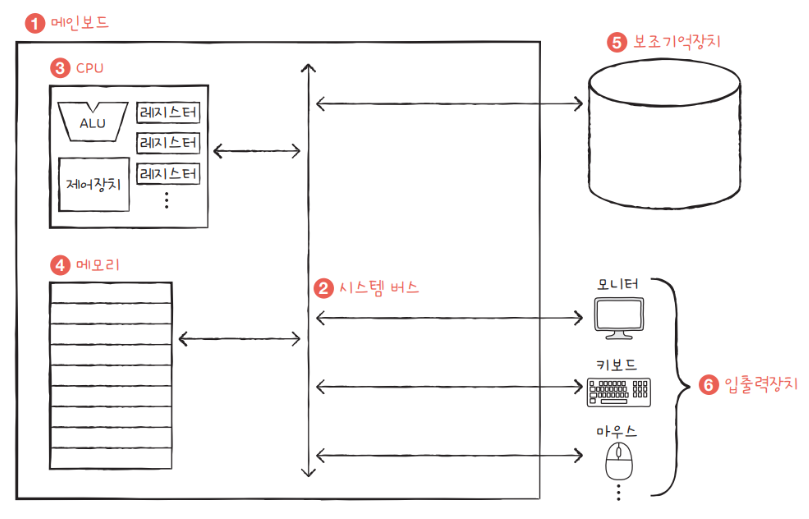 1 메인보드
3 CPU
ALU
레지스터
레지스터
레지스터
제어장치
4 메모리
2 시스템 버스
5 보조기억장치
모니터
키보드
마우스
6 입출력장치